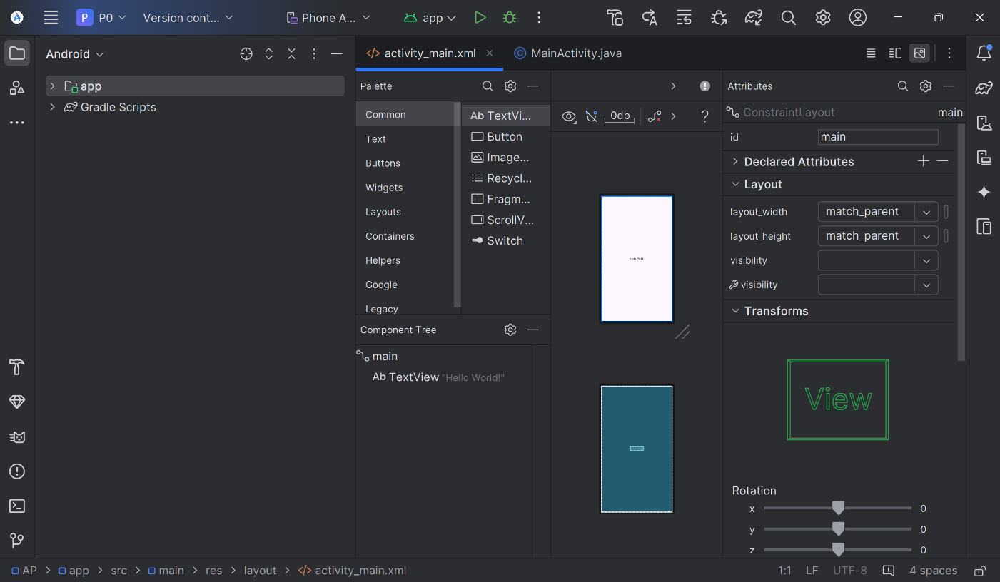 P P0 Version cont... Phone A... app
Android
activity_main.xml MainActivity.java
app
Gradle Scripts
Palette
Common
Text
Buttons
Widgets
Layouts
Containers
Helpers
Google
Legacy
Ab TextVi...
Button
Image...
Recycl...
Fragm...
ScrollV...
Switch
Component Tree
main
Ab TextView "Hello World!"
0dp ?
Hello World!
Attributes
ConstraintLayout main
id main
Declared Attributes
Layout
layout_width match_parent
layout_height match_parent
visibility
visibility
Transforms
View
Rotation
x 0
y 0
z 0
AP app src main res layout activity_main.xml 1:1 LF UTF-8 4 spaces